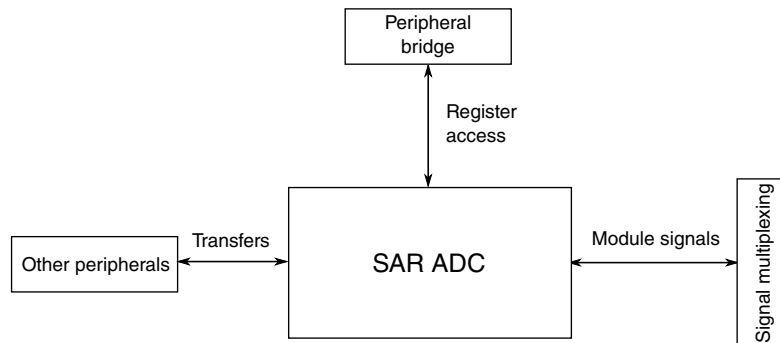 Peripheral
bridge
Register
access
Transfers
Module signals
Other peripherals
SAR ADC
Signal multiplexing